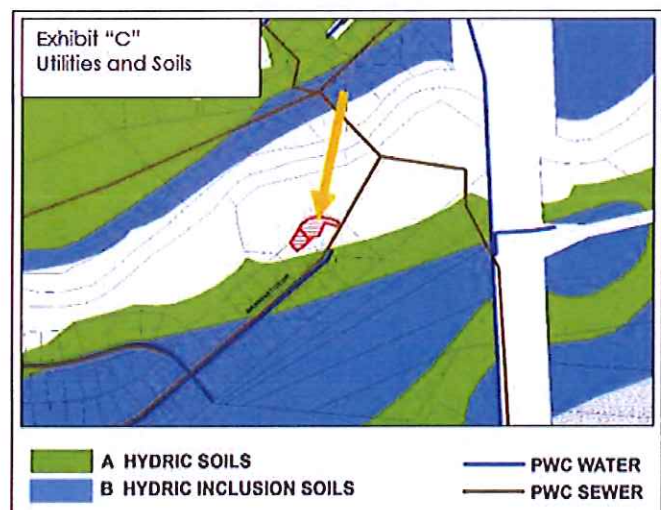 Exhibit "C"
Utilities and Soils
A HYDRIC SOILS
B HYDRIC INCLUSION SOILS
PWC WATER
PWC SEWER